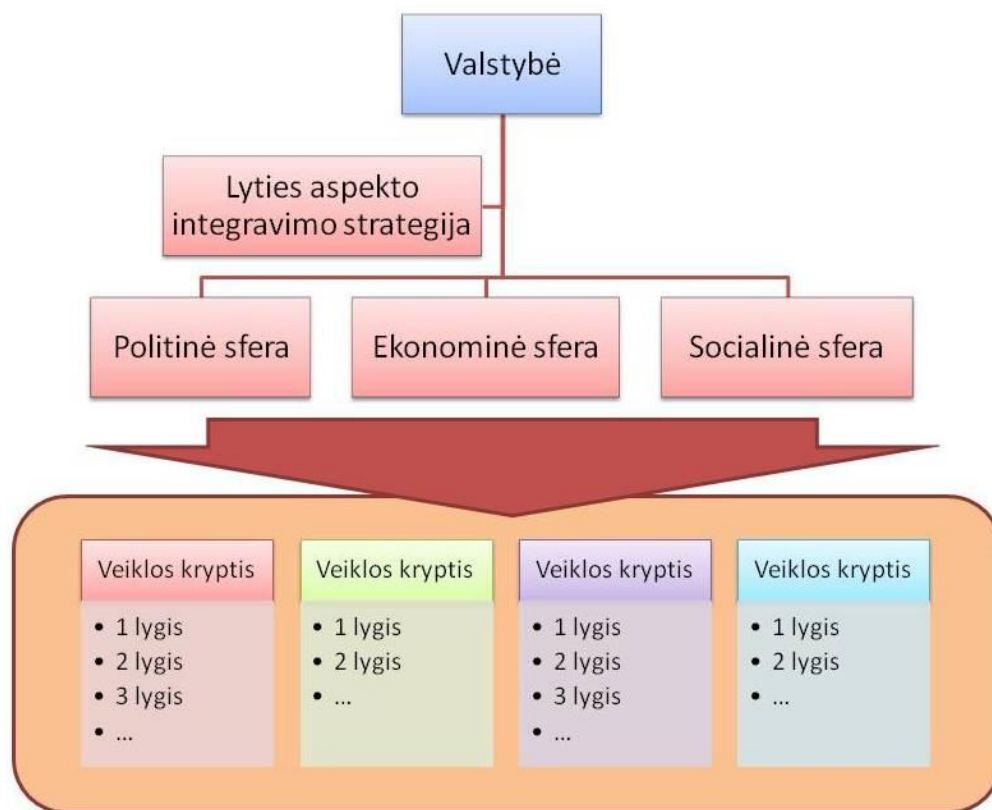 Valstybė
Lyties aspekto
integravimo strategija
Politinė sfera
Ekonominė sfera
Socialinė sfera
Veiklos kryptis
• 1 lygis
• 2 lygis
• 3 lygis
• ...
Veiklos kryptis
• 1 lygis
• 2 lygis
• ...
Veiklos kryptis
• 1 lygis
• 2 lygis
• 3 lygis
• ...
Veiklos kryptis
• 1 lygis
• 2 lygis
• ...